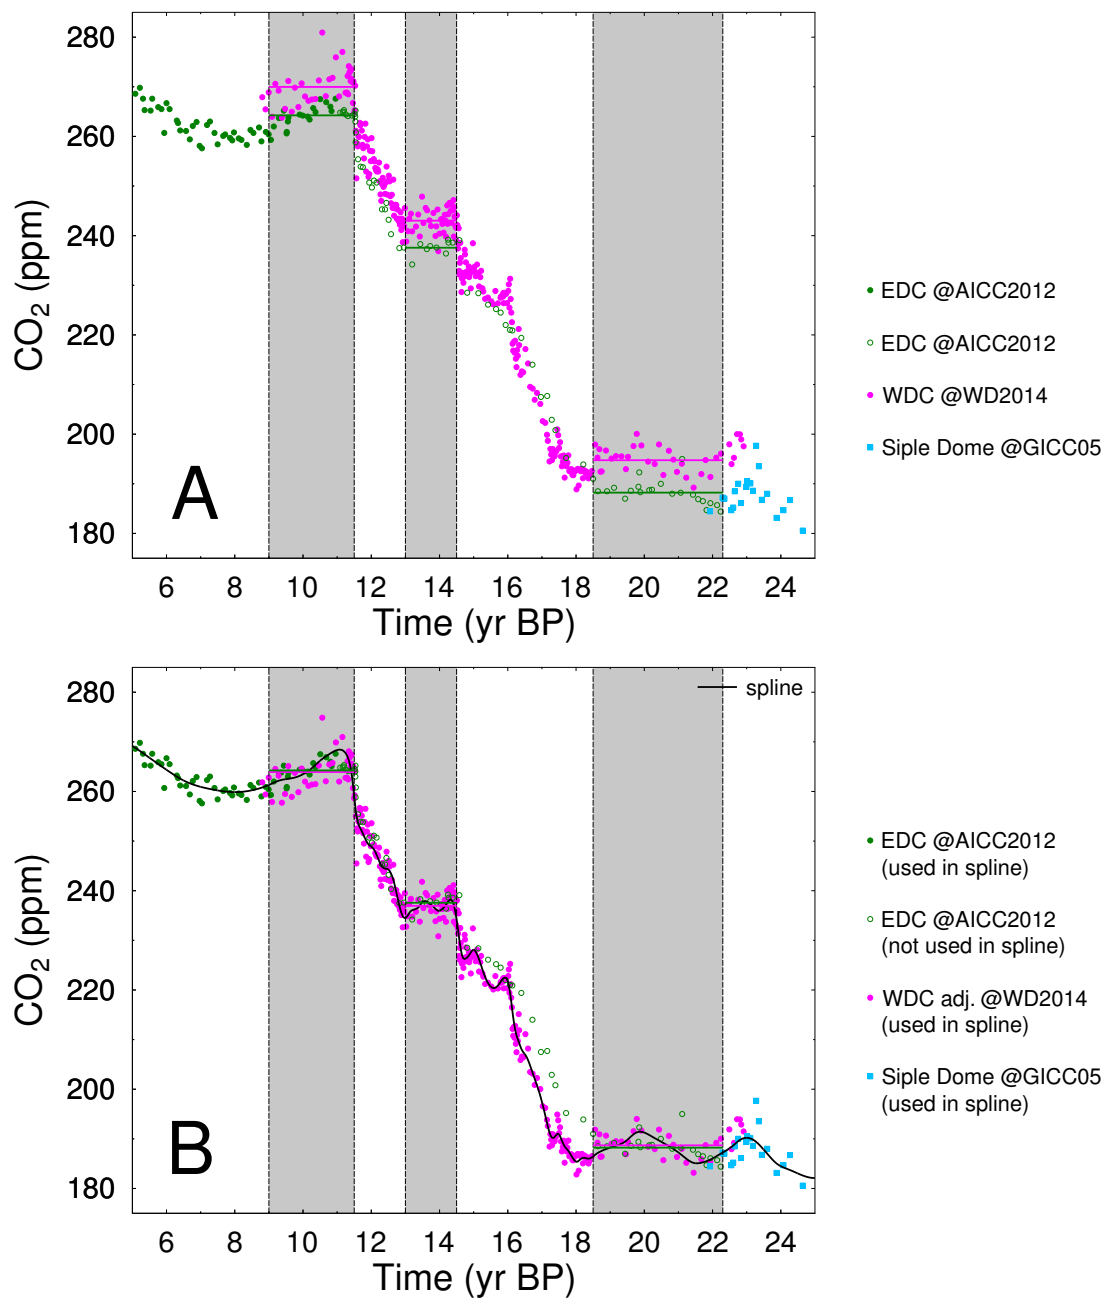 280
260
240
220
200
180
CO2 (ppm)
A
6 8 10 12 14 16 18 20 22 24
Time (yr BP)
EDC @AICC2012
EDC @AICC2012
WDC @WD2014
Siple Dome @GICC05
spline
280
260
240
220
200
180
CO2 (ppm)
B
6 8 10 12 14 16 18 20 22 24
Time (yr BP)
EDC @AICC2012
(used in spline)
EDC @AICC2012
(not used in spline)
WDC adj. @WD2014
(used in spline)
Siple Dome @GICC05
(used in spline)